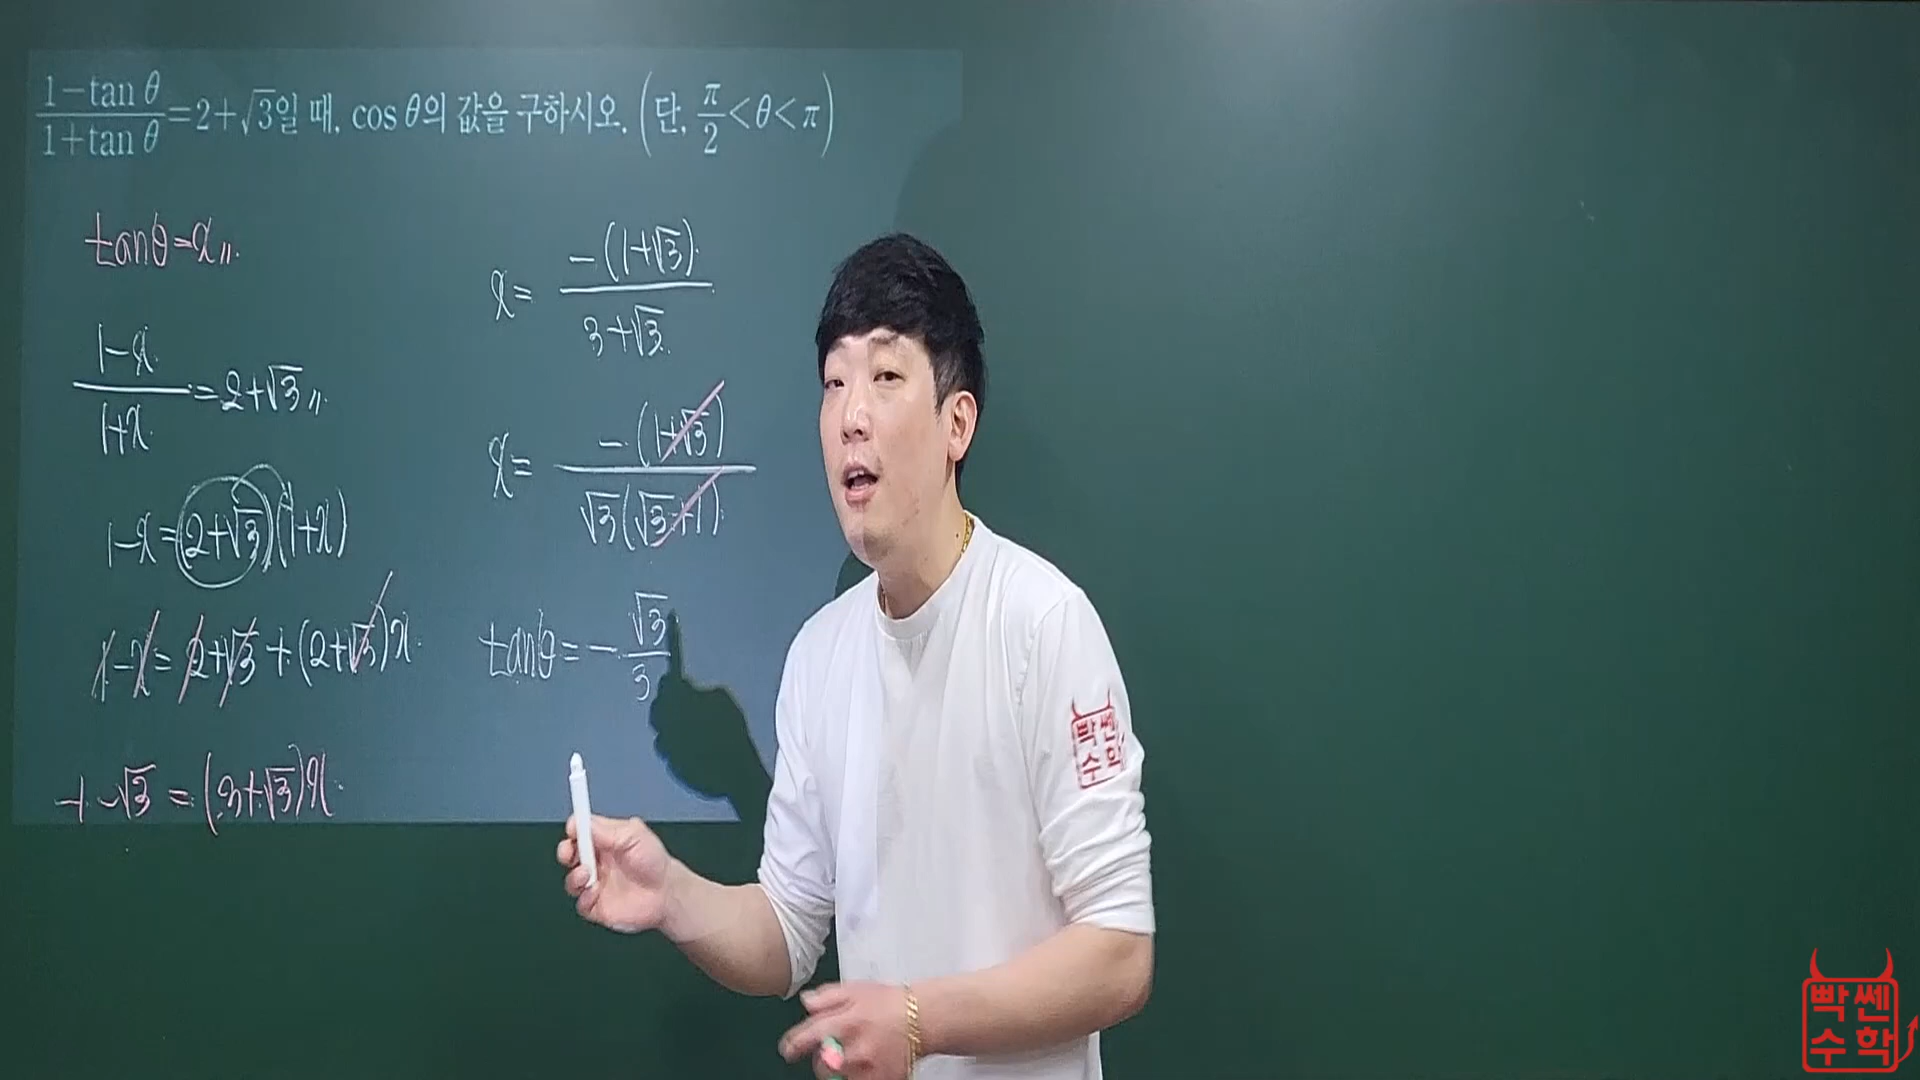 (1−tan θ)/(1+tan θ)=2+√3일 때, cos θ의 값을 구하시오. (단, π/2<θ<π)
tanθ=x〃.
(1−x)/(1+x)=2+√3〃.
1−x=(2+√3)(1+x)
1−x=2+√3+(2+√3)x.
−1−√3=(3+√3)x.
x=−(1+√3)/(3+√3)
x=−(1+√3)/(√3(√3+1))
tanθ=−√3/3
빡쎈
수학
빡쎈
수학